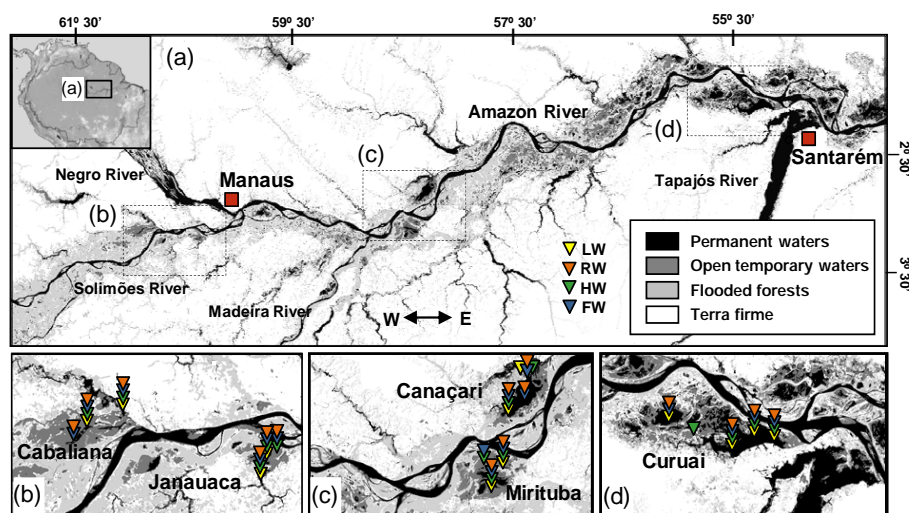 61º 30' 59º 30' 57º 30' 55º 30'
(a)
(a)
Amazon River
(d)
(c)
2º 30'
Santarém
Negro River
Manaus
Tapajós River
(b)
LW
RW
HW
FW
Permanent waters
Open temporary waters
Flooded forests
Terra firme
3º 30'
Solimões River
Madeira River
W E
Cabaliana
Janauaca
(b)
Canaçari
Mirituba
(c)
Curuai
(d)